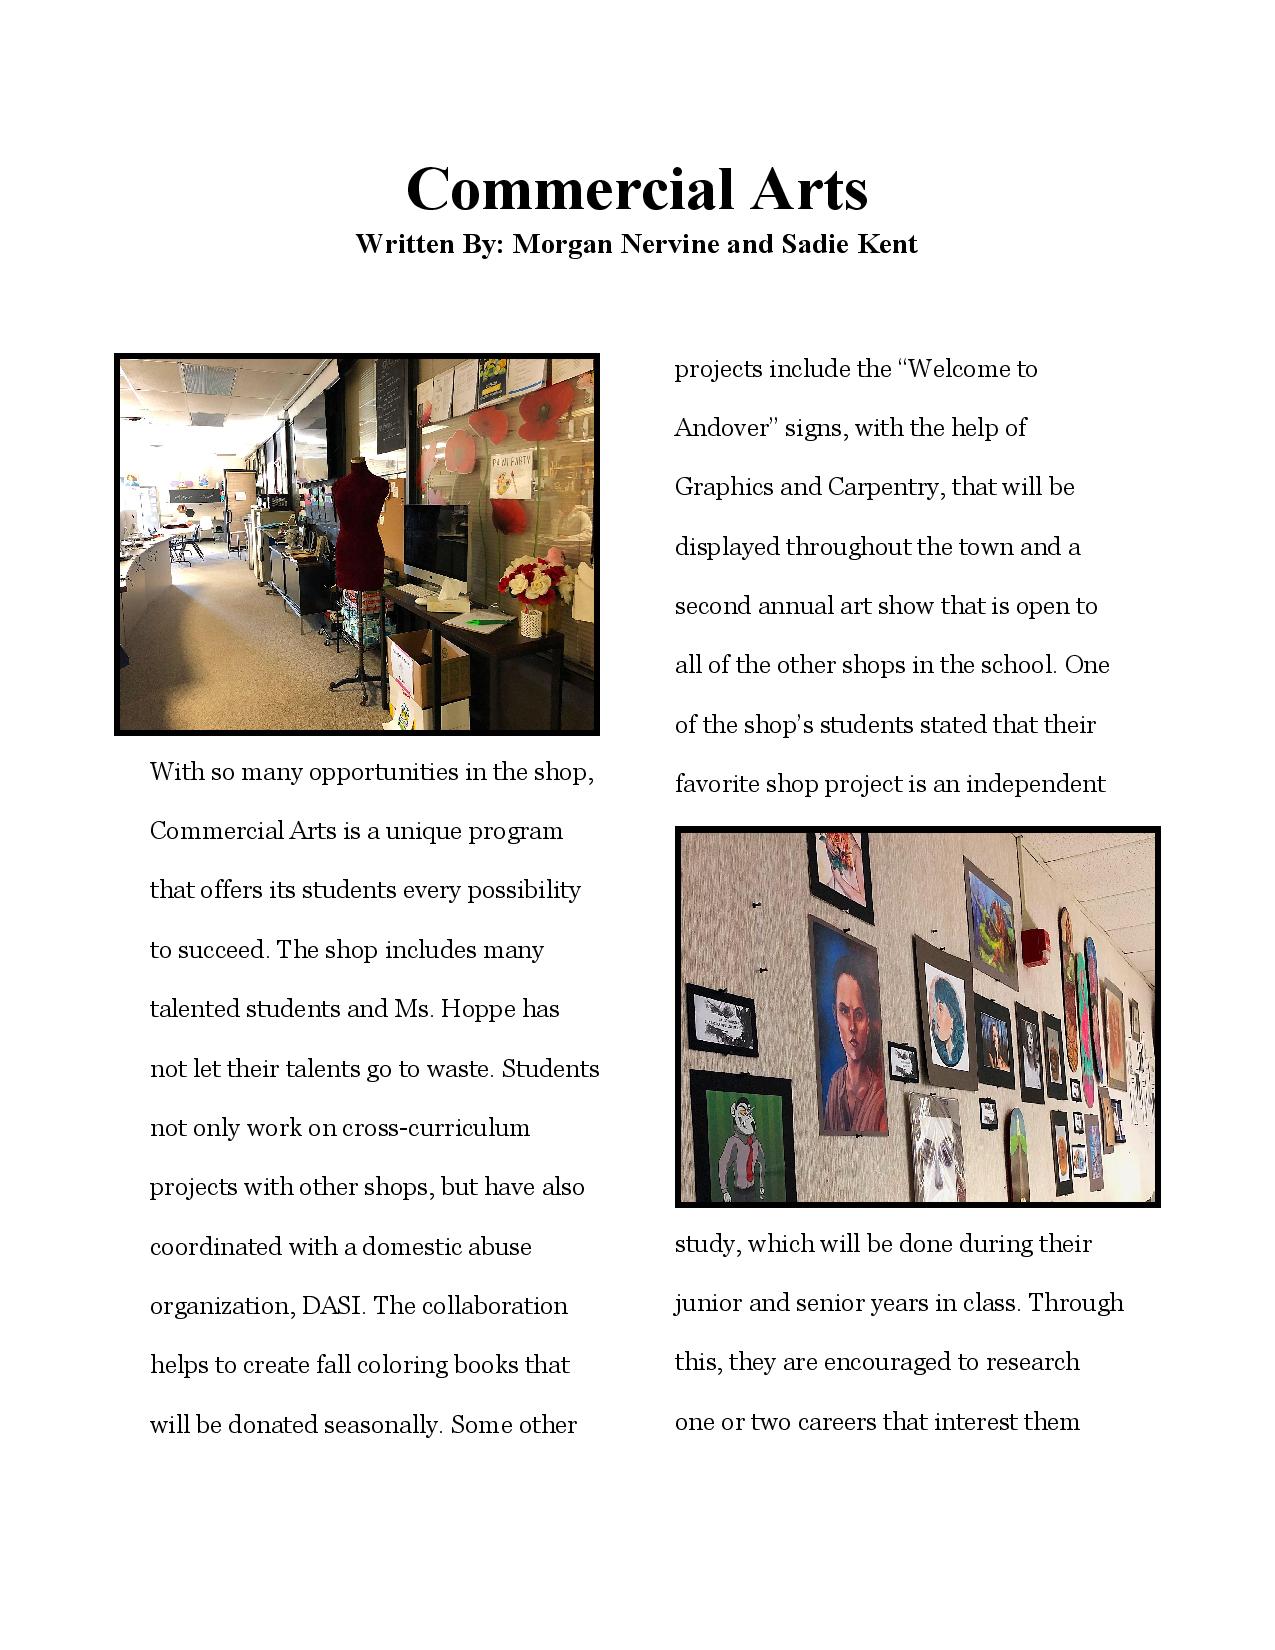 Commercial Arts
Written By: Morgan Nervine and Sadie Kent
PAINT PARTY
With so many opportunities in the shop,
Commercial Arts is a unique program
that offers its students every possibility
to succeed. The shop includes many
talented students and Ms. Hoppe has
not let their talents go to waste. Students
not only work on cross-curriculum
projects with other shops, but have also
coordinated with a domestic abuse
organization, DASI. The collaboration
helps to create fall coloring books that
will be donated seasonally. Some other
projects include the “Welcome to
Andover” signs, with the help of
Graphics and Carpentry, that will be
displayed throughout the town and a
second annual art show that is open to
all of the other shops in the school. One
of the shop’s students stated that their
favorite shop project is an independent
study, which will be done during their
junior and senior years in class. Through
this, they are encouraged to research
one or two careers that interest them